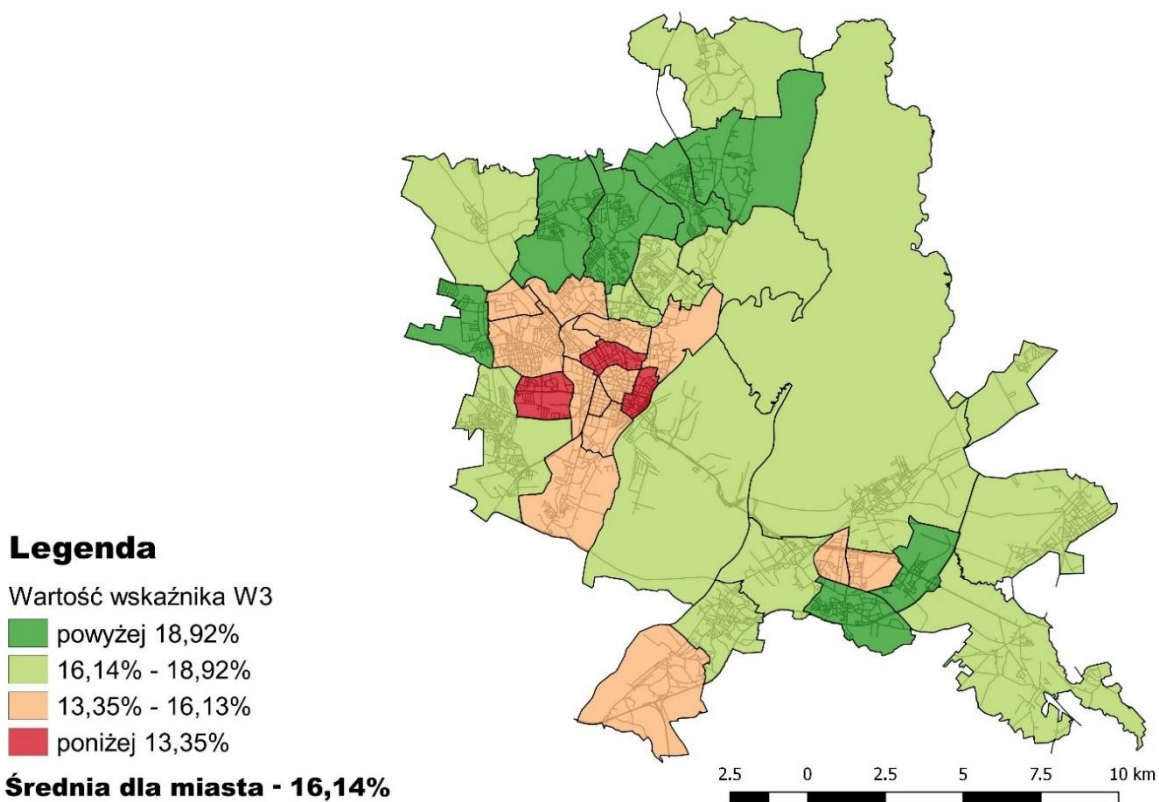 Legenda
Wartość wskaźnika W3
powyżej 18,92%
16,14% - 18,92%
13,35% - 16,13%
poniżej 13,35%
Średnia dla miasta - 16,14%
2.5 0 2.5 5 7.5 10 km